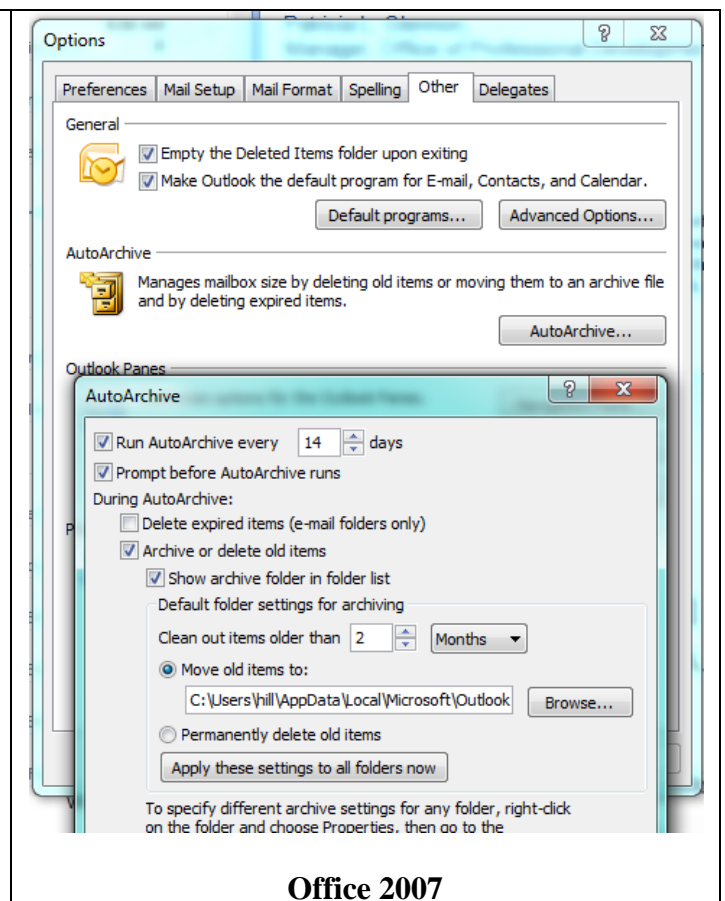 Options
Preferences Mail Setup Mail Format Spelling Other Delegates
General
Empty the Deleted Items folder upon exiting
Make Outlook the default program for E-mail, Contacts, and Calendar.
Default programs... Advanced Options...
AutoArchive
Manages mailbox size by deleting old items or moving them to an archive file
and by deleting expired items.
AutoArchive...
Outlook Panes
AutoArchive
Run AutoArchive every 14 days
Prompt before AutoArchive runs
During AutoArchive:
Delete expired items (e-mail folders only)
Archive or delete old items
Show archive folder in folder list
Default folder settings for archiving
Clean out items older than 2 Months
Move old items to:
C:\Users\hill\AppData\Local\Microsoft\Outlook Browse...
Permanently delete old items
Apply these settings to all folders now
To specify different archive settings for any folder, right-click
on the folder and choose Properties, then go to the
Office 2007